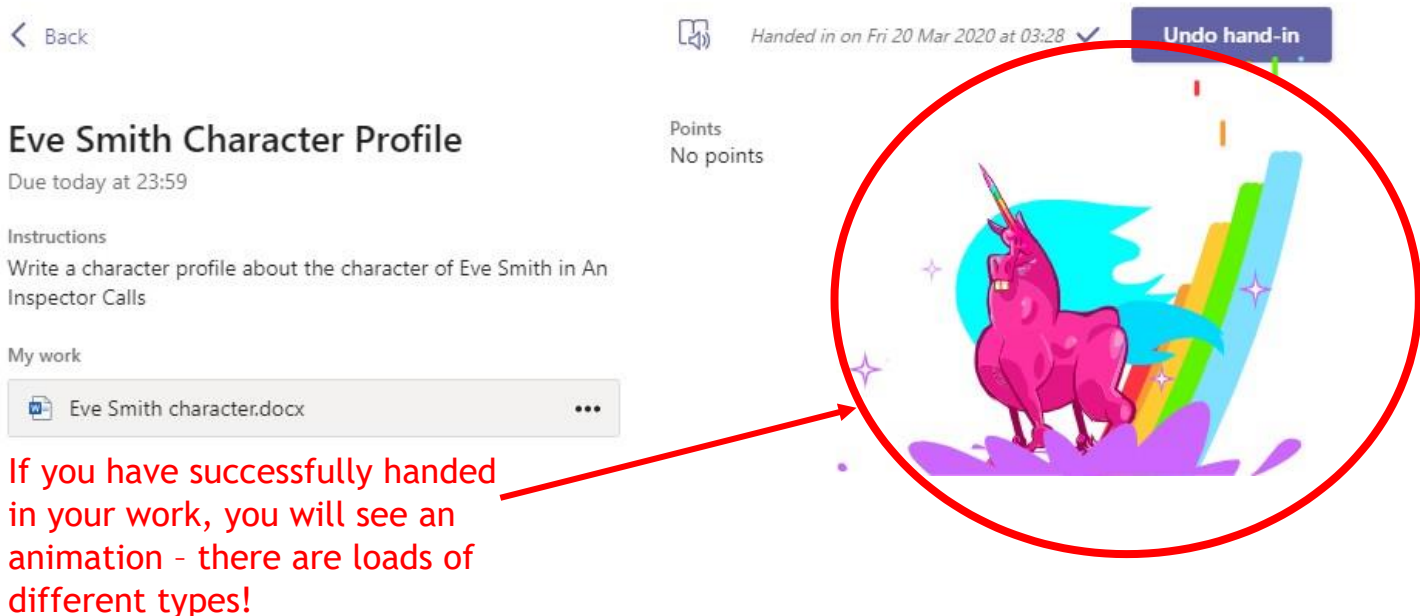 Back
Handed in on Fri 20 Mar 2020 at 03:28
Undo hand-in
Eve Smith Character Profile
Due today at 23:59
Points
No points
Instructions
Write a character profile about the character of Eve Smith in An
Inspector Calls
My work
Eve Smith character.docx
If you have successfully handed
in your work, you will see an
animation – there are loads of
different types!